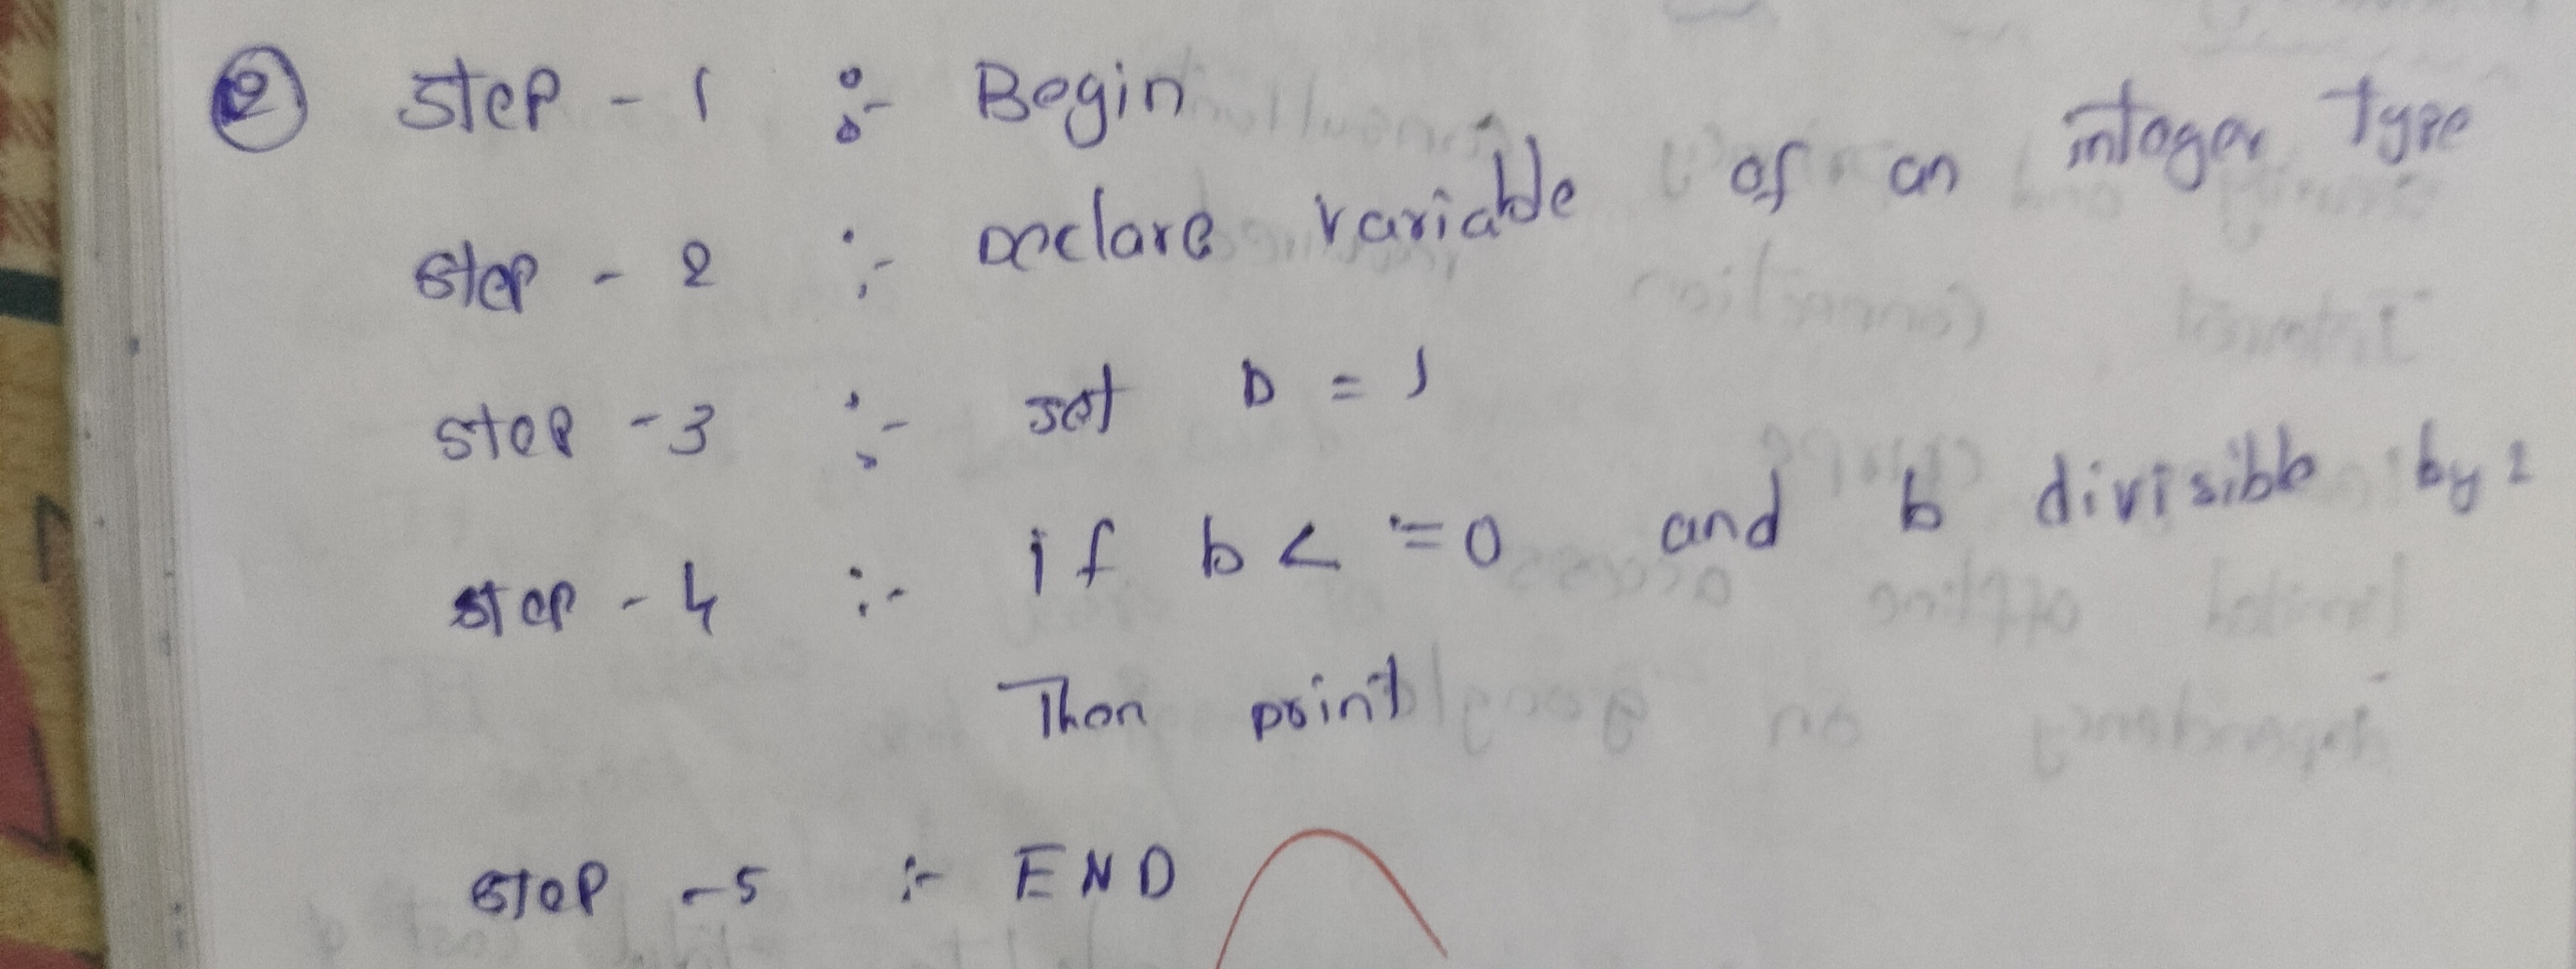 ② Step - 1 :- Begin
Step - 2 :- Declare variable of an integer Type
Step - 3 :- set b = 1
Step - 4 :- if b <= 0 and b divisible by 2
Then print
Step - 5 :- END